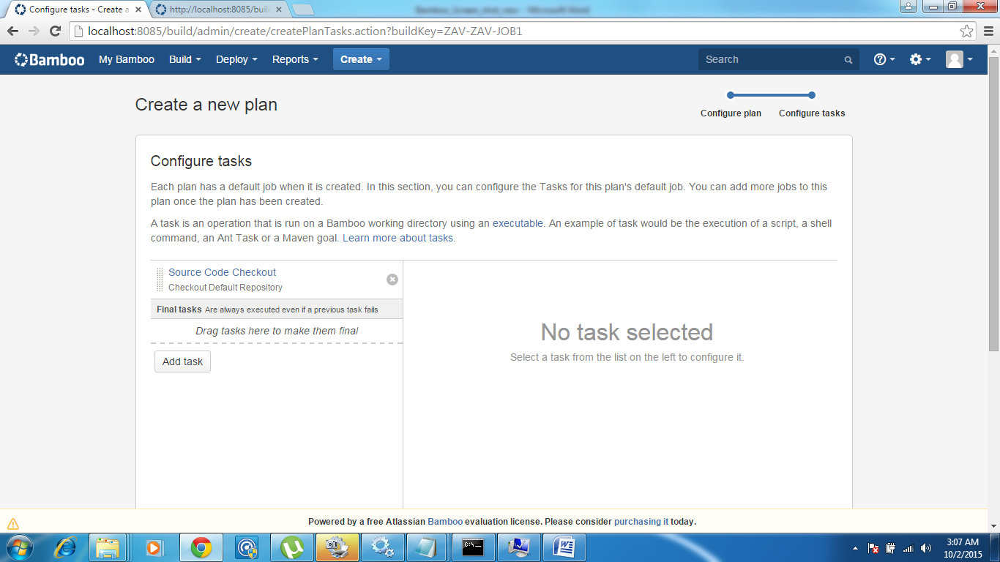 Configure tasks - Create a
http://localhost:8085/build
Bamboo_Screen_shot_new - Microsoft Word
localhost:8085/build/admin/create/createPlanTasks.action?buildKey=ZAV-ZAV-JOB1
Bamboo My Bamboo Build Deploy Reports Create Search
Create a new plan
Configure plan Configure tasks
Configure tasks
Each plan has a default job when it is created. In this section, you can configure the Tasks for this plan's default job. You can add more jobs to this
plan once the plan has been created.
A task is an operation that is run on a Bamboo working directory using an executable. An example of task would be the execution of a script, a shell
command, an Ant Task or a Maven goal. Learn more about tasks.
Source Code Checkout
Checkout Default Repository
Final tasks Are always executed even if a previous task fails
Drag tasks here to make them final
Add task
No task selected
Select a task from the list on the left to configure it.
Powered by a free Atlassian Bamboo evaluation license. Please consider purchasing it today.
3:07 AM
10/2/2015